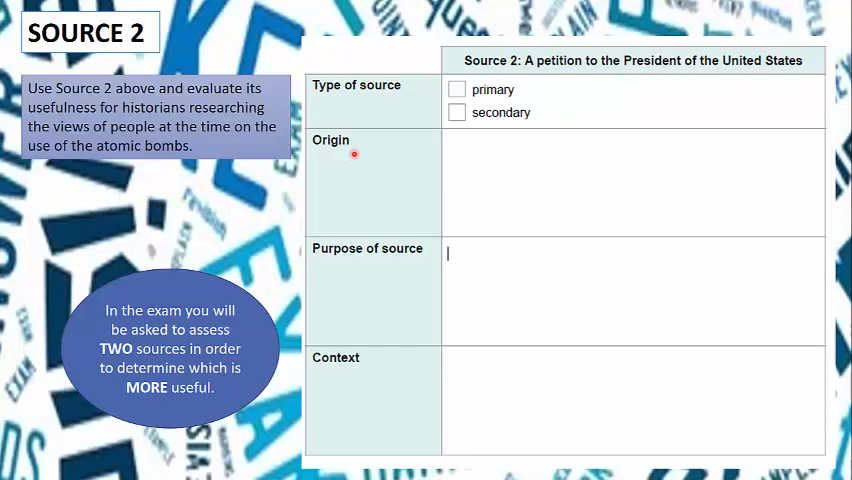 SOURCE 2
Use Source 2 above and evaluate its
usefulness for historians researching
the views of people at the time on the
use of the atomic bombs.
In the exam you will
be asked to assess
TWO sources in order
to determine which is
MORE useful.
Source 2: A petition to the President of the United States
Type of source
primary
secondary
Origin
Purpose of source
Context